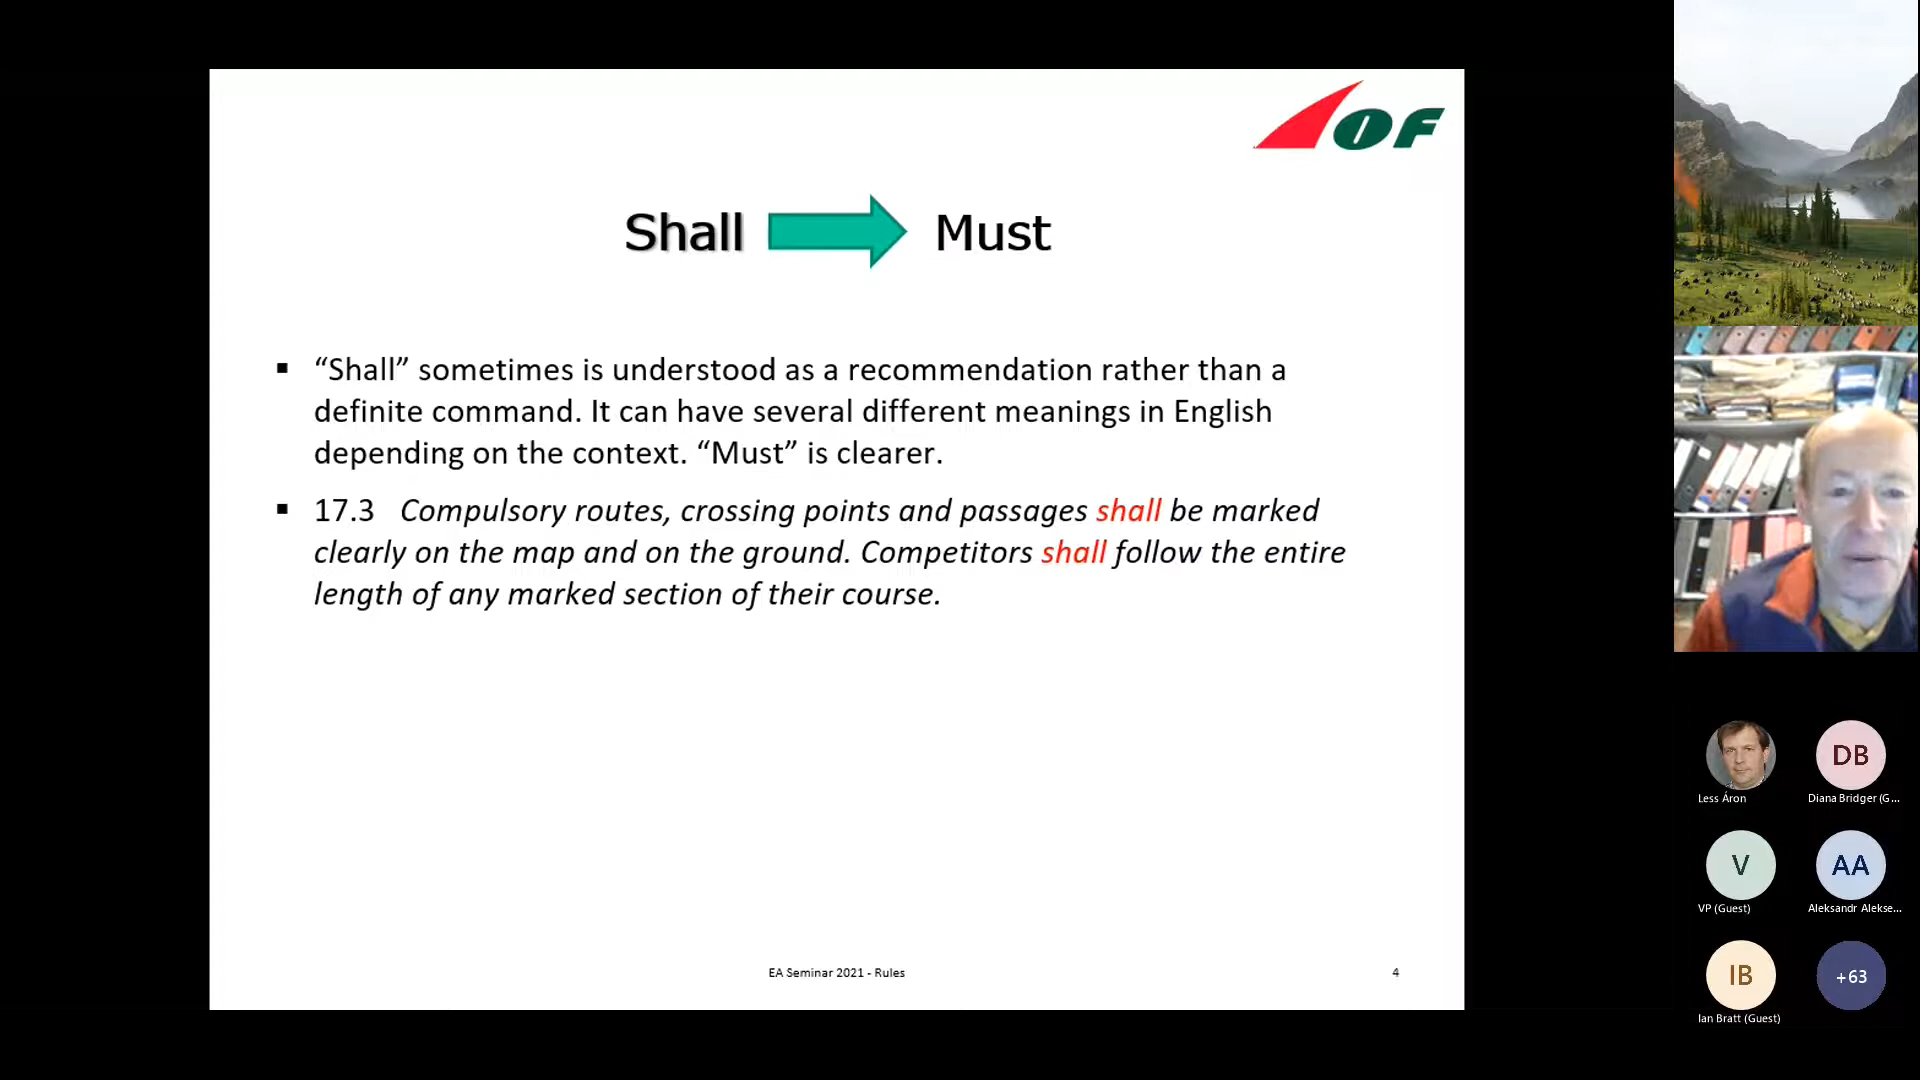 IOF
Shall Must
▪ “Shall” sometimes is understood as a recommendation rather than a
definite command. It can have several different meanings in English
depending on the context. “Must” is clearer.
▪ 17.3 Compulsory routes, crossing points and passages shall be marked
clearly on the map and on the ground. Competitors shall follow the entire
length of any marked section of their course.
EA Seminar 2021 - Rules
4
DB
Less Áron
Diana Bridger (G...
V
AA
VP (Guest)
Aleksandr Alekse...
IB
+63
Ian Bratt (Guest)